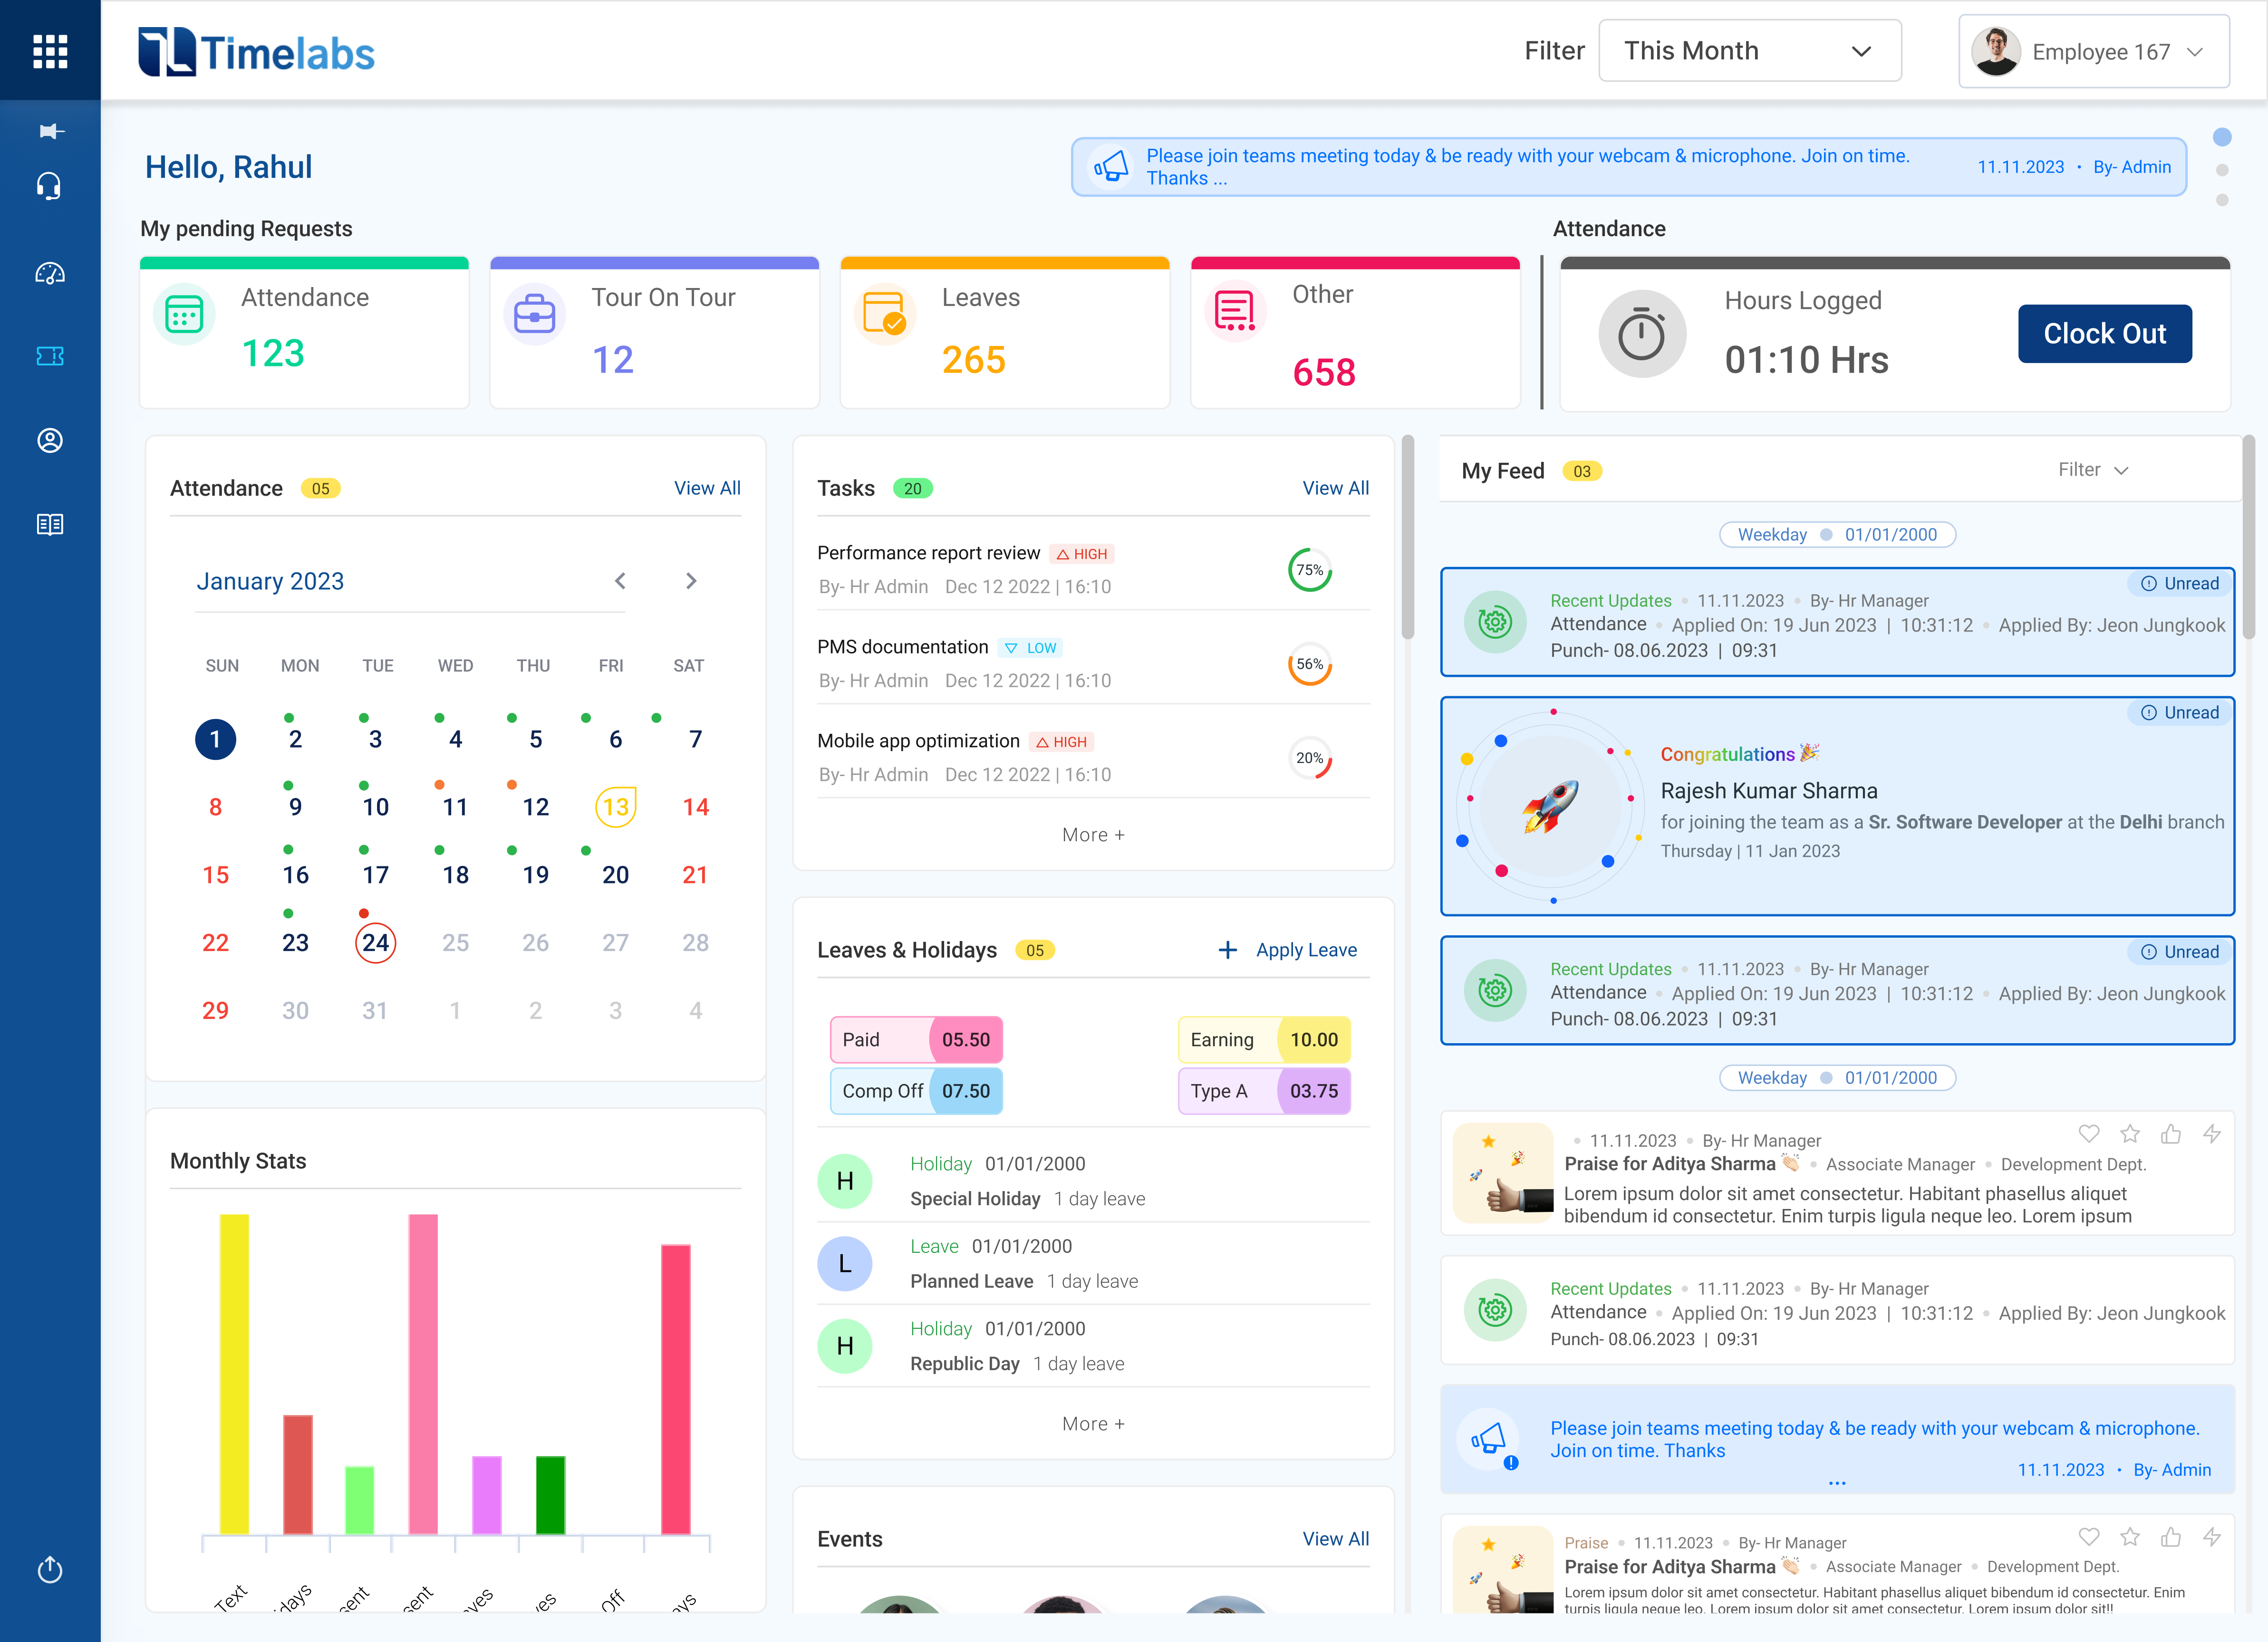 Timelabs
Filter
This Month
Employee 167
Hello, Rahul
Please join teams meeting today & be ready with your webcam & microphone. Join on time.
Thanks ...
11.11.2023 • By- Admin
My pending Requests
Attendance
123
Tour On Tour
12
Leaves
265
Other
658
Attendance
Hours Logged
01:10 Hrs
Clock Out
Attendance 05 View All
January 2023
SUN MON TUE WED THU FRI SAT
1 2 3 4 5 6 7
8 9 10 11 12 13 14
15 16 17 18 19 20 21
22 23 24 25 26 27 28
29 30 31 1 2 3 4
Monthly Stats
Text
days
sent
sent
ves
ves
Off
ays
Tasks 20 View All
Performance report review HIGH
By- Hr Admin Dec 12 2022 | 16:10
75%
PMS documentation LOW
By- Hr Admin Dec 12 2022 | 16:10
56%
Mobile app optimization HIGH
By- Hr Admin Dec 12 2022 | 16:10
20%
More +
Leaves & Holidays 05 + Apply Leave
Paid 05.50 Earning 10.00
Comp Off 07.50 Type A 03.75
H
Holiday 01/01/2000
Special Holiday 1 day leave
L
Leave 01/01/2000
Planned Leave 1 day leave
H
Holiday 01/01/2000
Republic Day 1 day leave
More +
Events View All
My Feed 03 Filter
Weekday 01/01/2000
Unread
Recent Updates • 11.11.2023 • By- Hr Manager
Attendance • Applied On: 19 Jun 2023 | 10:31:12 • Applied By: Jeon Jungkook
Punch- 08.06.2023 | 09:31
Unread
Congratulations 🎉
Rajesh Kumar Sharma
for joining the team as a Sr. Software Developer at the Delhi branch
Thursday | 11 Jan 2023
Unread
Recent Updates • 11.11.2023 • By- Hr Manager
Attendance • Applied On: 19 Jun 2023 | 10:31:12 • Applied By: Jeon Jungkook
Punch- 08.06.2023 | 09:31
Weekday 01/01/2000
• 11.11.2023 • By- Hr Manager
Praise for Aditya Sharma 👏🏻 • Associate Manager • Development Dept.
Lorem ipsum dolor sit amet consectetur. Habitant phasellus aliquet
bibendum id consectetur. Enim turpis ligula neque leo. Lorem ipsum
Recent Updates • 11.11.2023 • By- Hr Manager
Attendance • Applied On: 19 Jun 2023 | 10:31:12 • Applied By: Jeon Jungkook
Punch- 08.06.2023 | 09:31
Please join teams meeting today & be ready with your webcam & microphone.
Join on time. Thanks
...
11.11.2023 • By- Admin
Praise • 11.11.2023 • By- Hr Manager
Praise for Aditya Sharma 👏🏻 • Associate Manager • Development Dept.
Lorem ipsum dolor sit amet consectetur. Habitant phasellus aliquet bibendum id consectetur. Enim
turpis ligula neque leo. Lorem ipsum dolor sit amet consectetur. Lorem ipsum dolor sit!!